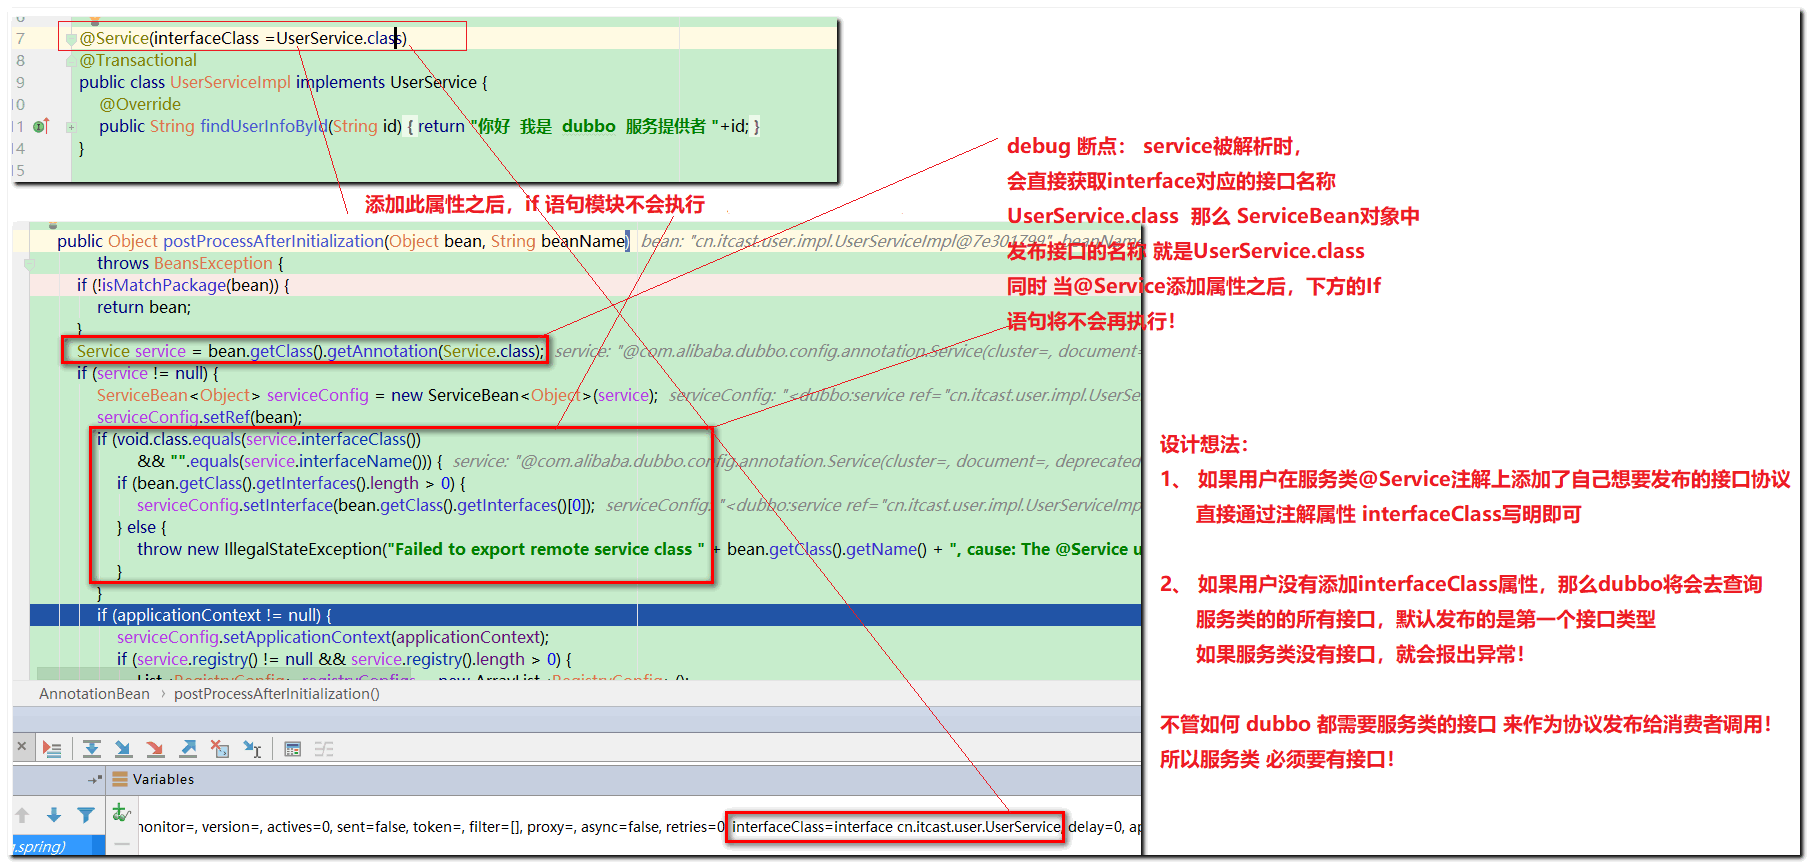 6
7 @Service(interfaceClass =UserService.class)
8 @Transactional
9 public class UserServiceImpl implements UserService {
10 @Override
11 public String findUserInfoById(String id) { return "你好 我是 dubbo 服务提供者 "+id; }
14 }
15
添加此属性之后，if 语句模块不会执行
debug 断点： service被解析时，
会直接获取interface对应的接口名称
UserService.class 那么 ServiceBean对象中
发布接口的名称 就是UserService.class
同时 当@Service添加属性之后，下方的If
语句将不会再执行！
public Object postProcessAfterInitialization(Object bean, String beanName) bean: "cn.itcast.user.impl.UserServiceImpl@7e301799" beanName
throws BeansException {
if (!isMatchPackage(bean)) {
return bean;
}
Service service = bean.getClass().getAnnotation(Service.class); service: "@com.alibaba.dubbo.config.annotation.Service(cluster=, document=
if (service != null) {
ServiceBean<Object> serviceConfig = new ServiceBean<Object>(service); serviceConfig: "<dubbo:service ref="cn.itcast.user.impl.UserSe
serviceConfig.setRef(bean);
if (void.class.equals(service.interfaceClass())
&& "".equals(service.interfaceName())) { service: "@com.alibaba.dubbo.config.annotation.Service(cluster=, document=, deprecated
if (bean.getClass().getInterfaces().length > 0) {
serviceConfig.setInterface(bean.getClass().getInterfaces()[0]); serviceConfig: "<dubbo:service ref="cn.itcast.user.impl.UserServiceImp
} else {
throw new IllegalStateException("Failed to export remote service class " + bean.getClass().getName() + ", cause: The @Service u
}
}
if (applicationContext != null) {
serviceConfig.setApplicationContext(applicationContext);
if (service.registry() != null && service.registry().length > 0) {
List<RegistryConfig> registryConfigs = new ArrayList<RegistryConfig>();
AnnotationBean › postProcessAfterInitialization()
Variables
monitor=, version=, actives=0, sent=false, token=, filter=[], proxy=, async=false, retries=0, interfaceClass=interface cn.itcast.user.UserService, delay=0, ap
g.spring)
设计想法：
1、 如果用户在服务类@Service注解上添加了自己想要发布的接口协议
直接通过注解属性 interfaceClass写明即可
2、 如果用户没有添加interfaceClass属性，那么dubbo将会去查询
服务类的的所有接口，默认发布的是第一个接口类型
如果服务类没有接口，就会报出异常！
不管如何 dubbo 都需要服务类的接口 来作为协议发布给消费者调用！
所以服务类 必须要有接口！